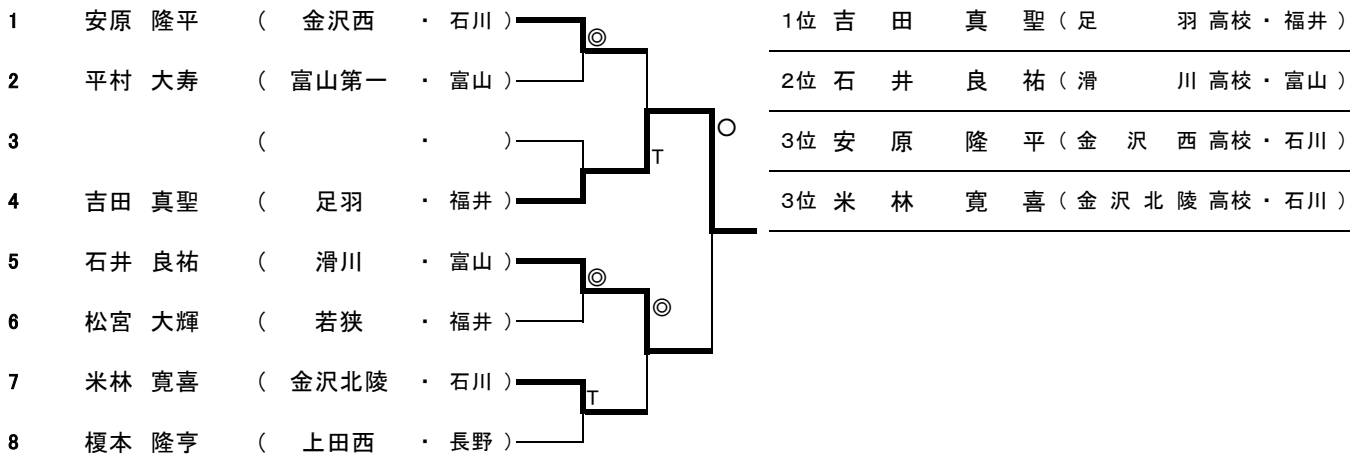 1 安原 隆平 ( 金沢西 ・ 石川 )
◎
2 平村 大寿 ( 富山第一 ・ 富山 )
3 ( ・ )
T
○
4 吉田 真聖 ( 足羽 ・ 福井 )
5 石井 良祐 ( 滑川 ・ 富山 )
◎
◎
6 松宮 大輝 ( 若狭 ・ 福井 )
7 米林 寛喜 ( 金沢北陵 ・ 石川 )
T
8 榎本 隆亨 ( 上田西 ・ 長野 )
1位 吉 田 真 聖 ( 足 羽 高校 ・ 福井 )
2位 石 井 良 祐 ( 滑 川 高校 ・ 富山 )
3位 安 原 隆 平 ( 金 沢 西 高校 ・ 石川 )
3位 米 林 寛 喜 ( 金 沢 北 陵 高校 ・ 石川 )